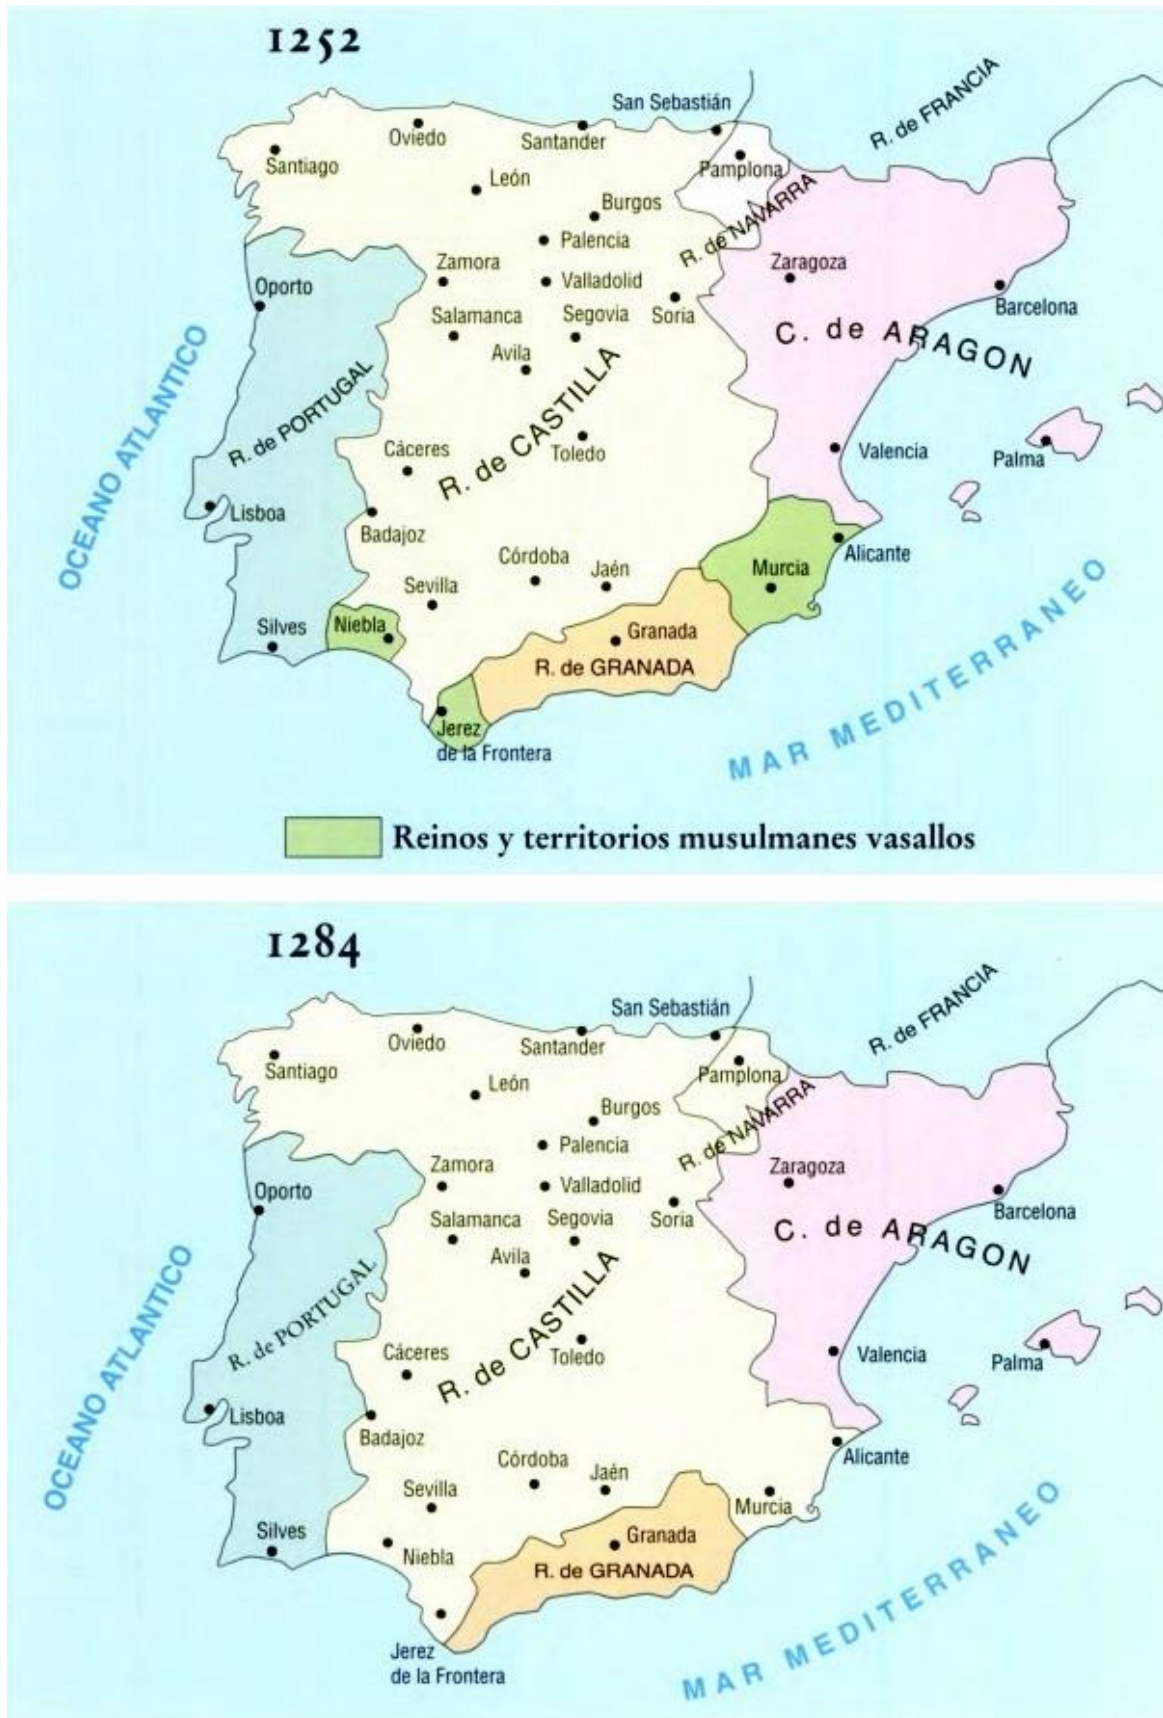 1252
R. de FRANCIA
San Sebastián
Oviedo
Santander
Santiago
Pamplona
León
R. de NAVARRA
Burgos
Palencia
Zamora
Zaragoza
Oporto
Valladolid
Barcelona
Salamanca
Segovia
Soria
C. de ARAGON
Avila
OCEANO ATLANTICO
R. de PORTUGAL
R. de CASTILLA
Cáceres
Toledo
Valencia
Palma
Lisboa
Badajoz
Alicante
Córdoba
Jaén
Murcia
Sevilla
Silves
Niebla
Granada
R. de GRANADA
MAR MEDITERRANEO
Jerez
de la Frontera
Reinos y territorios musulmanes vasallos
1284
R. de FRANCIA
San Sebastián
Oviedo
Santander
Santiago
Pamplona
León
R. de NAVARRA
Burgos
Palencia
Zamora
Zaragoza
Oporto
Valladolid
Barcelona
Salamanca
Segovia
Soria
C. de ARAGON
Avila
OCEANO ATLANTICO
R. de PORTUGAL
R. de CASTILLA
Cáceres
Toledo
Valencia
Palma
Lisboa
Badajoz
Alicante
Córdoba
Jaén
Sevilla
Murcia
Silves
Niebla
Granada
R. de GRANADA
MAR MEDITERRANEO
Jerez
de la Frontera